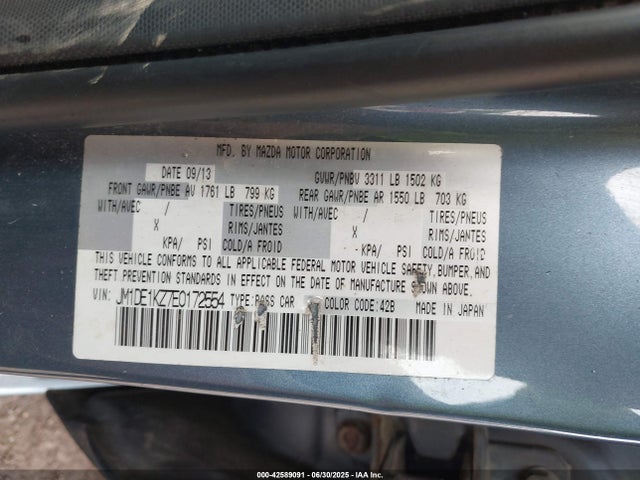 MFD. BY MAZDA MOTOR CORPORATION
DATE 09/13 GVWR/PNBV 3311 LB 1502 KG
FRONT GAWR/PNBE AV 1761 LB 799 KG REAR GAWR/PNBE AR 1550 LB 703 KG
WITH/AVEC / TIRES/PNEUS WITH/AVEC / TIRES/PNEUS
X RIMS/JANTES X RIMS/JANTES
KPA/ PSI COLD/A FROID KPA/ PSI COLD/A FROID
THIS VEHICLE CONFORMS TO ALL APPLICABLE FEDERAL MOTOR VEHICLE SAFETY, BUMPER, AND
THEFT PREVENTION STANDARDS IN EFFECT ON THE DATE OF MANUFACTURE SHOWN ABOVE.
VIN: JM1DE1KZ7E0172554 TYPE: PASS CAR COLOR CODE: 42B MADE IN JAPAN
000-42589091 - 06/30/2025 - COPYRIGHT IAA, LLC